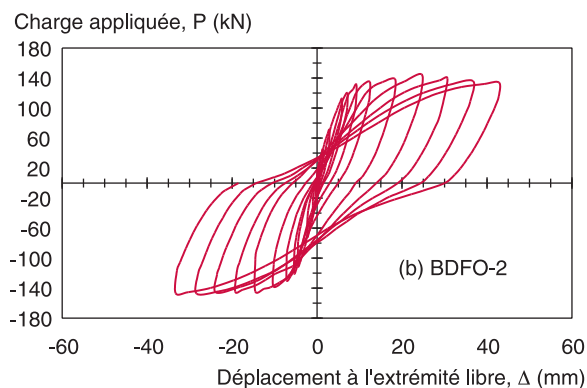 Charge appliquée, P (kN)
180
140
100
60
20
-20
-60
-100
-140
-180
(b) BDFO-2
-60 -40 -20 0 20 40 60
Déplacement à l'extrémité libre, Δ (mm)